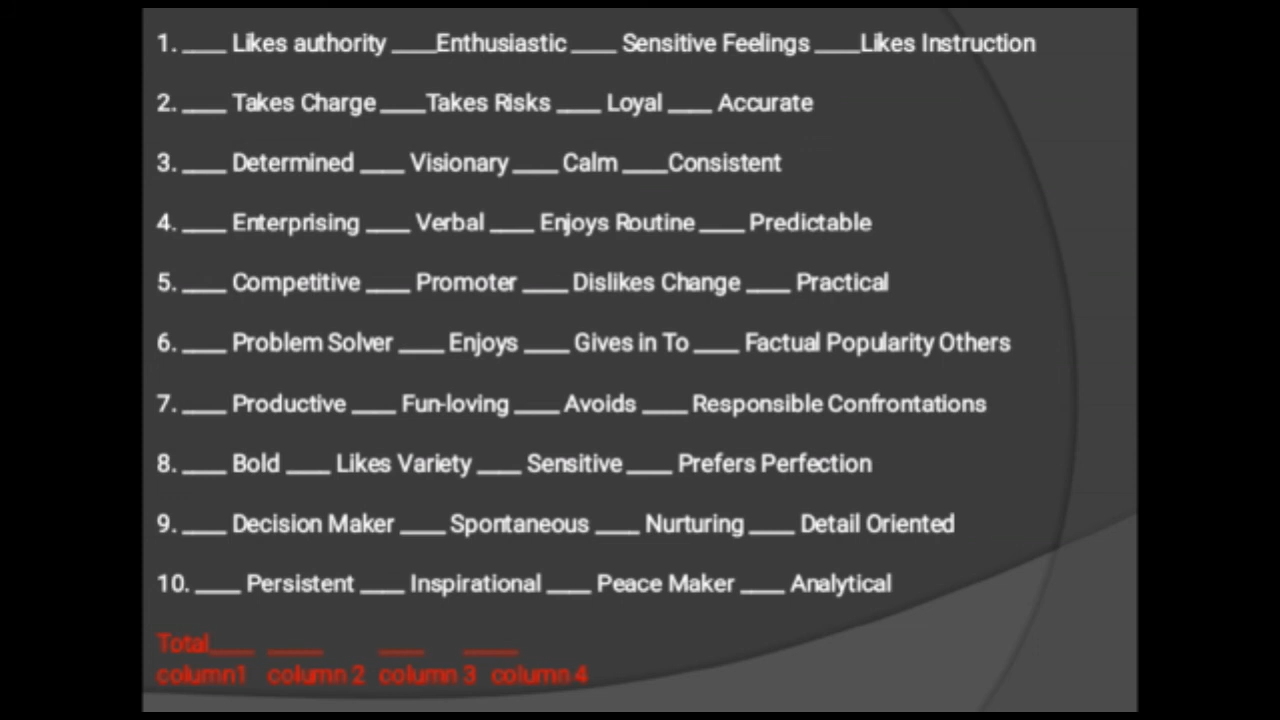 1. ____ Likes authority ____Enthusiastic ____ Sensitive Feelings ____Likes Instruction
2. ____ Takes Charge ____Takes Risks ____ Loyal ____ Accurate
3. ____ Determined ____ Visionary ____ Calm ____Consistent
4. ____ Enterprising ____ Verbal ____ Enjoys Routine ____ Predictable
5. ____ Competitive ____ Promoter ____ Dislikes Change ____ Practical
6. ____ Problem Solver ____ Enjoys ____ Gives in To ____ Factual Popularity Others
7. ____ Productive ____ Fun-loving ____ Avoids ____ Responsible Confrontations
8. ____ Bold ____ Likes Variety ____ Sensitive ____ Prefers Perfection
9. ____ Decision Maker ____ Spontaneous ____ Nurturing ____ Detail Oriented
10. ____ Persistent ____ Inspirational ____ Peace Maker ____ Analytical
Total____ _____ ____ _____
column1 column 2 column 3 column 4